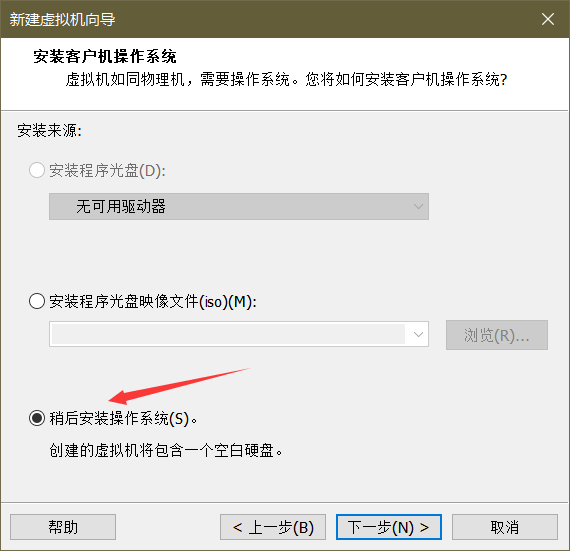 新建虚拟机向导
安装客户机操作系统
虚拟机如同物理机，需要操作系统。您将如何安装客户机操作系统?
安装来源:
安装程序光盘(D):
无可用驱动器
安装程序光盘映像文件(iso)(M):
浏览(R)...
稍后安装操作系统(S)。
创建的虚拟机将包含一个空白硬盘。
帮助
< 上一步(B)
下一步(N) >
取消